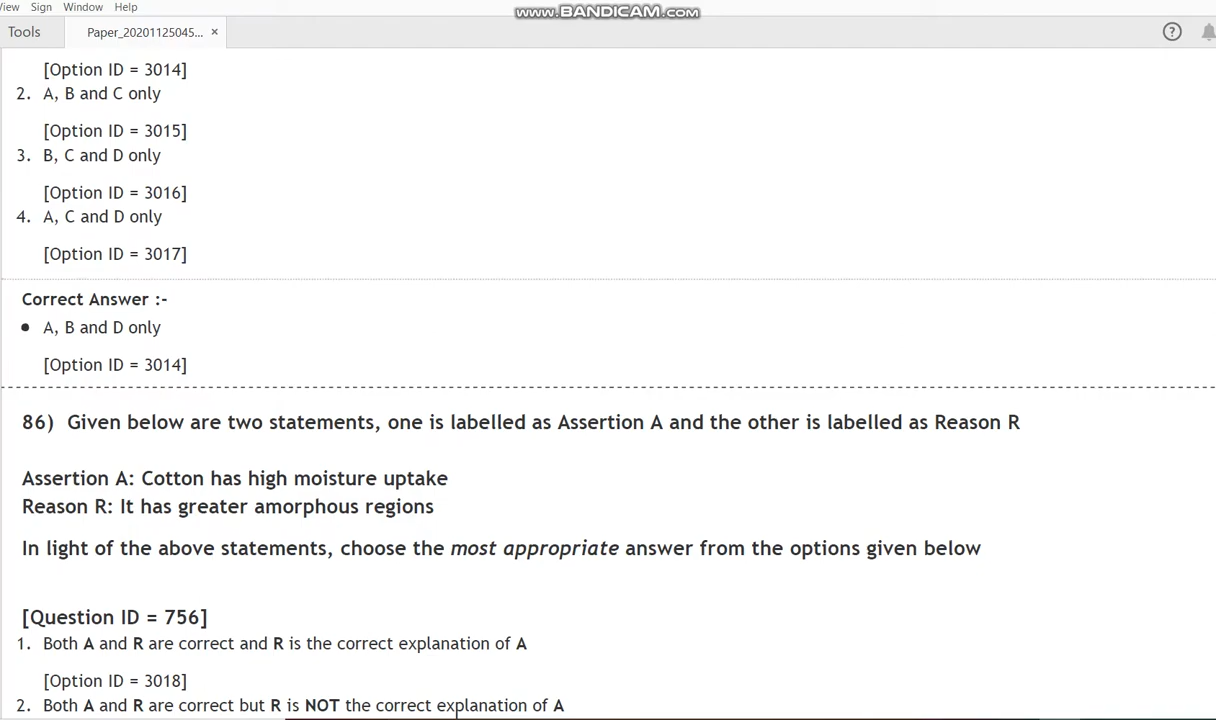 View Sign Window Help
www.BANDICAM.com
Tools Paper_20201125045... ×
[Option ID = 3014]
2. A, B and C only
[Option ID = 3015]
3. B, C and D only
[Option ID = 3016]
4. A, C and D only
[Option ID = 3017]
Correct Answer :-
• A, B and D only
[Option ID = 3014]
86) Given below are two statements, one is labelled as Assertion A and the other is labelled as Reason R
Assertion A: Cotton has high moisture uptake
Reason R: It has greater amorphous regions
In light of the above statements, choose the most appropriate answer from the options given below
[Question ID = 756]
1. Both A and R are correct and R is the correct explanation of A
[Option ID = 3018]
2. Both A and R are correct but R is NOT the correct explanation of A